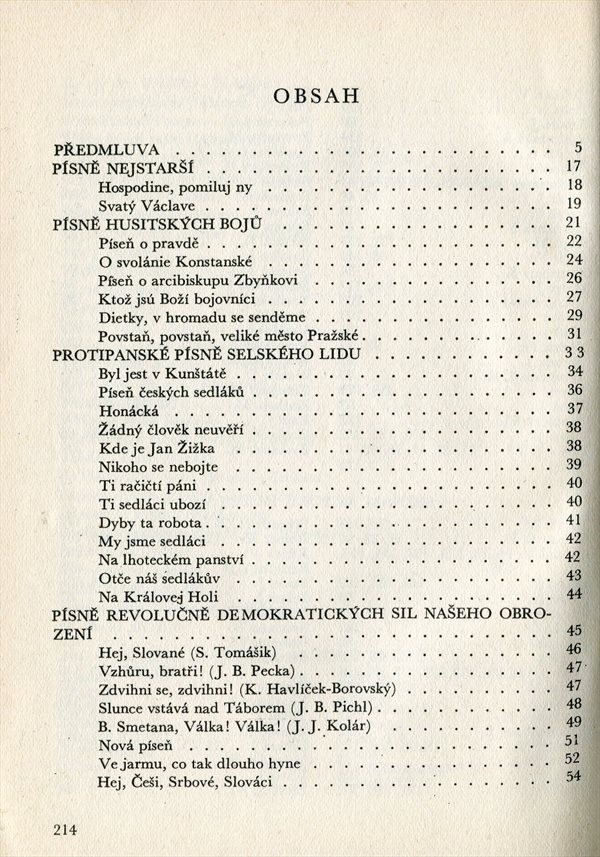 OBSAH
PŘEDMLUVA . . . . . . . . . . . . . . . . . . . . . 5
PÍSNĚ NEJSTARŠÍ . . . . . . . . . . . . . . . . . . . 17
Hospodine, pomiluj ny . . . . . . . . . . . . . . . . 18
Svatý Václave . . . . . . . . . . . . . . . . . . . 19
PÍSNĚ HUSITSKÝCH BOJŮ . . . . . . . . . . . . . . . 21
Píseň o pravdě . . . . . . . . . . . . . . . . . . . 22
O svolánie Konstanské . . . . . . . . . . . . . . . . 24
Píseň o arcibiskupu Zbyňkovi . . . . . . . . . . . . . 26
Ktož jsú Boží bojovníci . . . . . . . . . . . . . . . . 27
Dietky, v hromadu se senděme . . . . . . . . . . . . . 29
Povstaň, povstaň, veliké město Pražské . . . . . . . . . . 31
PROTIPANSKÉ PÍSNĚ SELSKÉHO LIDU . . . . . . . . . . 33
Byl jest v Kunštátě . . . . . . . . . . . . . . . . . 34
Píseň českých sedláků . . . . . . . . . . . . . . . . . 36
Honácká . . . . . . . . . . . . . . . . . . . . 37
Žádný člověk neuvěří . . . . . . . . . . . . . . . . . 38
Kde je Jan Žižka . . . . . . . . . . . . . . . . . . 38
Nikoho se nebojte . . . . . . . . . . . . . . . . . 39
Ti račičtí páni . . . . . . . . . . . . . . . . . . . 40
Ti sedláci ubozí . . . . . . . . . . . . . . . . . . 40
Dyby ta robota . . . . . . . . . . . . . . . . . . . 41
My jsme sedláci . . . . . . . . . . . . . . . . . . 42
Na lhoteckém panství . . . . . . . . . . . . . . . . . 42
Otče náš sedlákův . . . . . . . . . . . . . . . . . 43
Na Královej Holi . . . . . . . . . . . . . . . . . . 44
PÍSNĚ REVOLUČNĚ DEMOKRATICKÝCH SIL NAŠEHO OBRO-
ZENÍ . . . . . . . . . . . . . . . . . . . . . . . 45
Hej, Slované (S. Tomášik) . . . . . . . . . . . . . . 46
Vzhůru, bratři! (J. B. Pecka) . . . . . . . . . . . . . . 47
Zdvihni se, zdvihni! (K. Havlíček-Borovský) . . . . . . . . . 47
Slunce vstává nad Táborem (J. B. Pichl) . . . . . . . . . . 48
B. Smetana, Válka! Válka! (J. J. Kolár) . . . . . . . . . . 49
Nová píseň . . . . . . . . . . . . . . . . . . . . 51
Ve jarmu, co tak dlouho hyne . . . . . . . . . . . . . . 52
Hej, Češi, Srbové, Slováci . . . . . . . . . . . . . . . 54
214